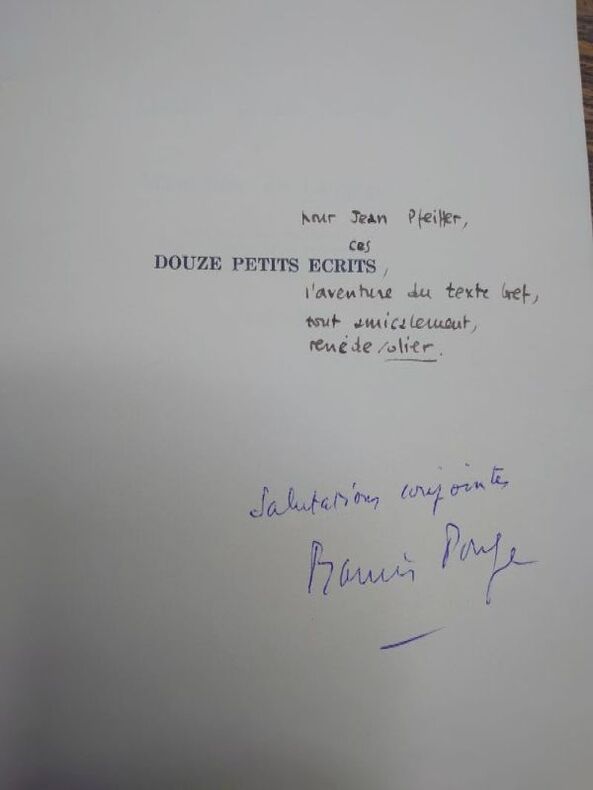 pour Jean Pfeiffer,
ces
DOUZE PETITS ECRITS,
l'aventure du texte bref,
tout amicalement,
rené de solier.
Salutations conjointes
Francis Ponge